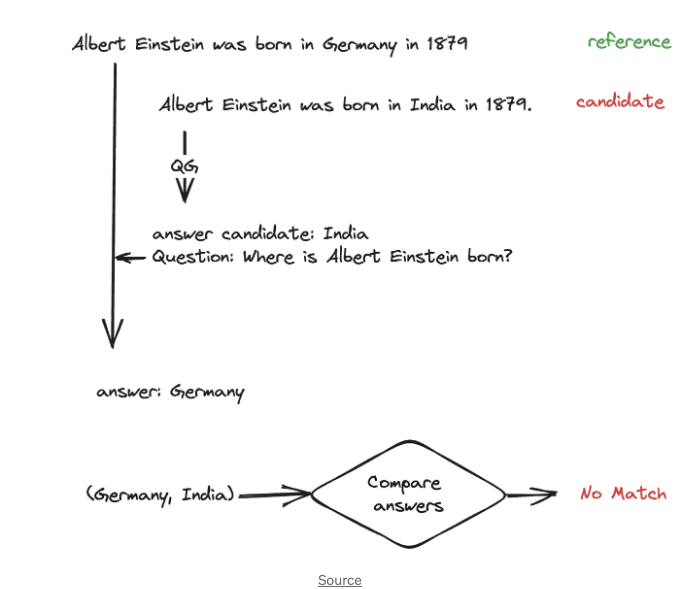 Albert Einstein was born in Germany in 1879 reference
Albert Einstein was born in India in 1879. candidate
QG
answer candidate: India
Question: Where is Albert Einstein born?
answer: Germany
(Germany, India)
Compare
answers
No Match
Source